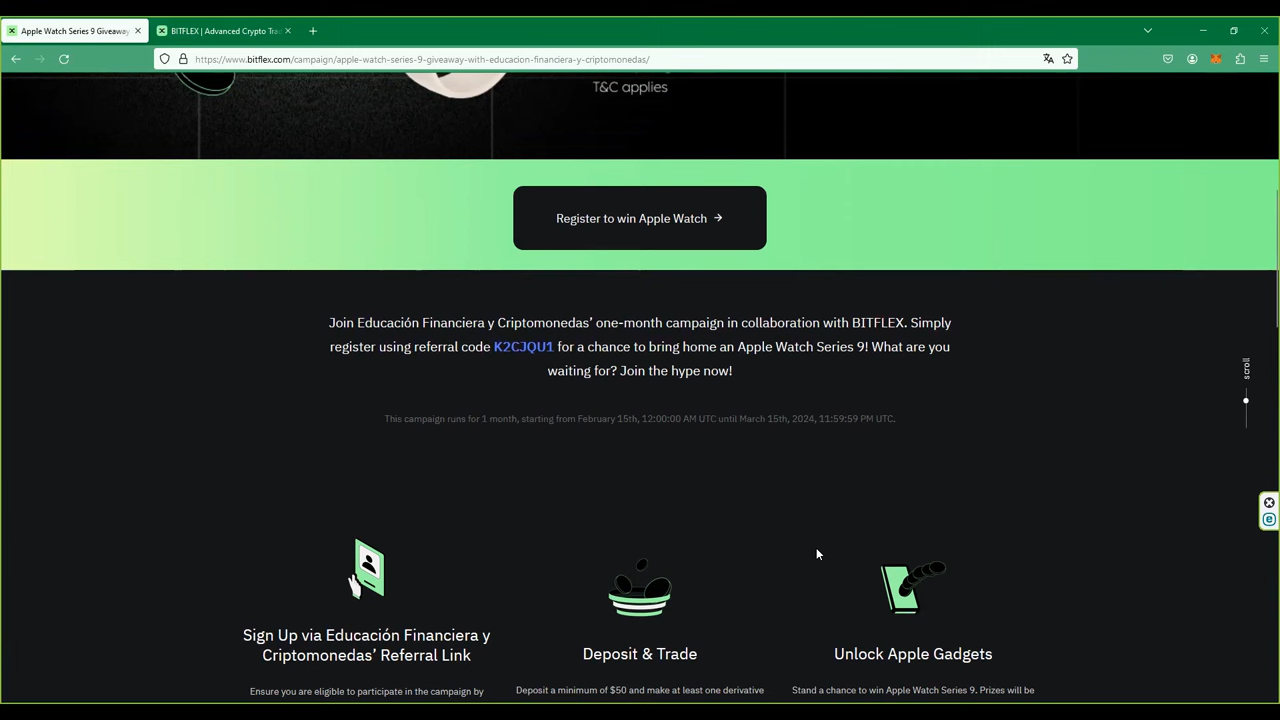 Apple Watch Series 9 Giveaway
BITFLEX | Advanced Crypto Tra
https://www.bitflex.com/campaign/apple-watch-series-9-giveaway-with-educacion-financiera-y-criptomonedas/
T&C applies
Register to win Apple Watch →
Join Educación Financiera y Criptomonedas’ one-month campaign in collaboration with BITFLEX. Simply
register using referral code K2CJQU1 for a chance to bring home an Apple Watch Series 9! What are you
waiting for? Join the hype now!
scroll
This campaign runs for 1 month, starting from February 15th, 12:00:00 AM UTC until March 15th, 2024, 11:59:59 PM UTC.
Sign Up via Educación Financiera y
Criptomonedas’ Referral Link
Deposit & Trade
Unlock Apple Gadgets
Ensure you are eligible to participate in the campaign by
Deposit a minimum of $50 and make at least one derivative
Stand a chance to win Apple Watch Series 9. Prizes will be